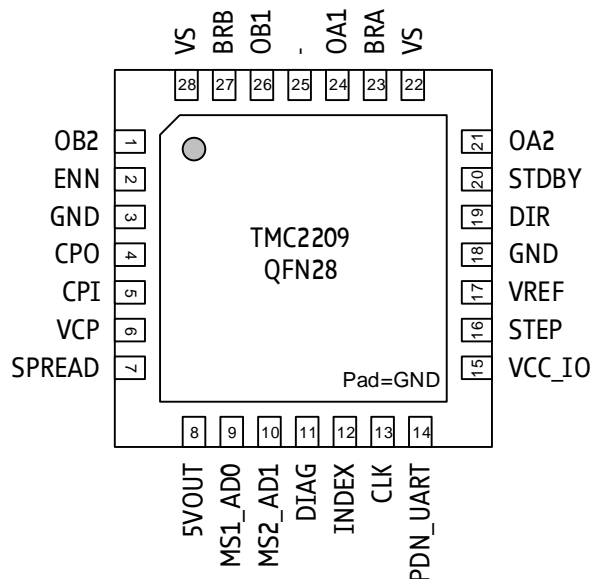 VS
BRB
OB1
-
OA1
BRA
VS
28
27
26
25
24
23
22
OB2 1
ENN 2
GND 3
CPO 4
CPI 5
VCP 6
SPREAD 7
TMC2209
QFN28
Pad=GND
21 OA2
20 STDBY
19 DIR
18 GND
17 VREF
16 STEP
15 VCC_IO
8
9
10
11
12
13
14
5VOUT
MS1_AD0
MS2_AD1
DIAG
INDEX
CLK
PDN_UART